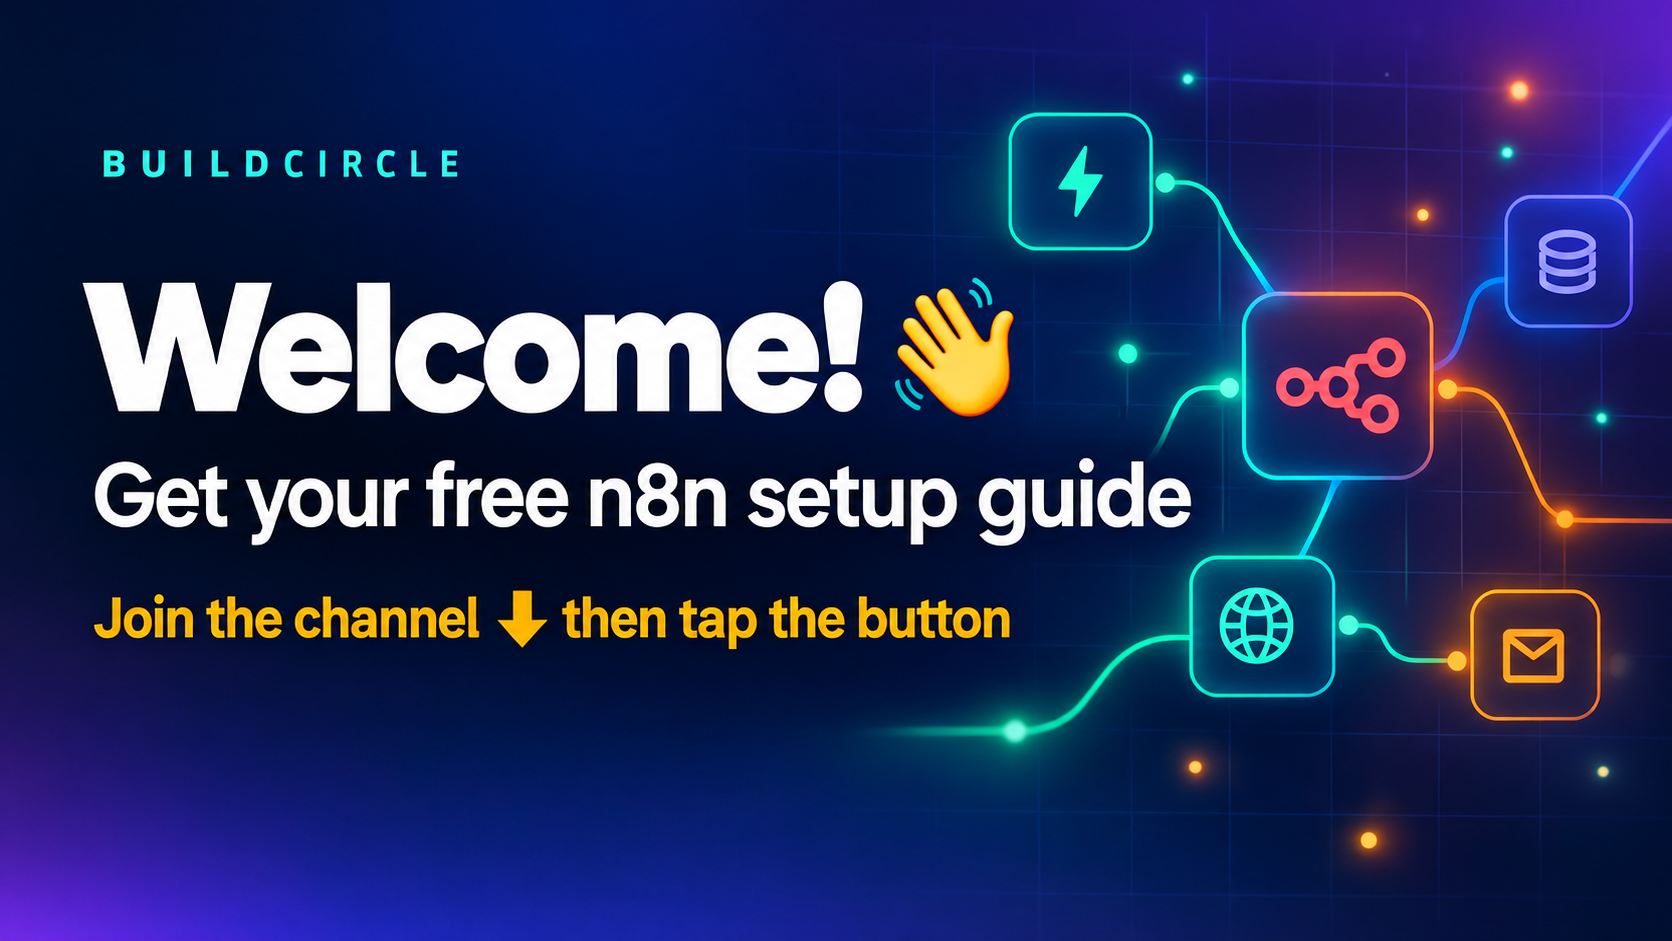 BUILDCIRCLE
Welcome! 👋
Get your free n8n setup guide
Join the channel ⬇ then tap the button